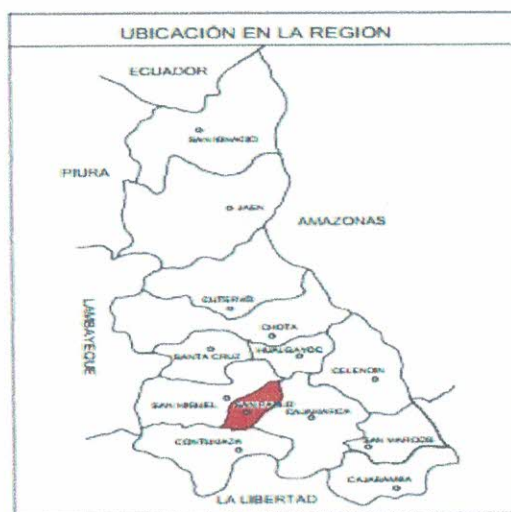 UBICACIÓN EN LA REGION
ECUADOR
SAN IGNACIO
PIURA
JAEN
AMAZONAS
LAMBAYEQUE
CUTERVO
CHOTA
SANTA CRUZ
HUALGAYOC
CELENDIN
SAN MIGUEL
SAN PABLO
CAJAMARCA
CONTUMAZA
SAN MARCOS
CAJABAMBA
LA LIBERTAD